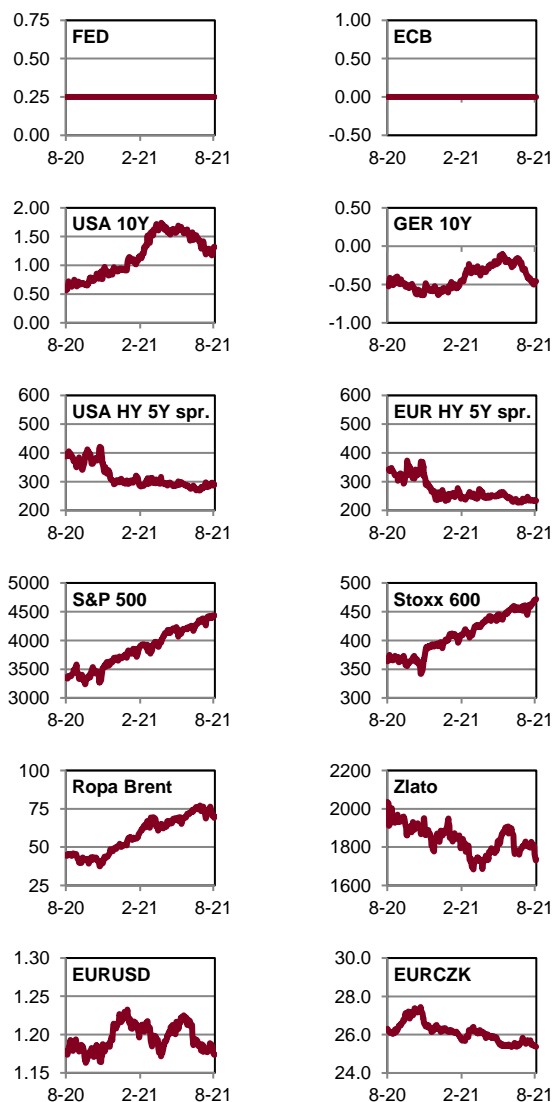 FED
0.75
0.50
0.25
0.00
8-20 2-21 8-21
ECB
1.00
0.50
0.00
-0.50
8-20 2-21 8-21
USA 10Y
2.00
1.50
1.00
0.50
0.00
8-20 2-21 8-21
GER 10Y
0.50
0.00
-0.50
-1.00
8-20 2-21 8-21
USA HY 5Y spr.
600
500
400
300
200
8-20 2-21 8-21
EUR HY 5Y spr.
600
500
400
300
200
8-20 2-21 8-21
S&P 500
5000
4500
4000
3500
3000
8-20 2-21 8-21
Stoxx 600
500
450
400
350
300
8-20 2-21 8-21
Ropa Brent
100
75
50
25
8-20 2-21 8-21
Zlato
2200
2000
1800
1600
8-20 2-21 8-21
EURUSD
1.30
1.25
1.20
1.15
8-20 2-21 8-21
EURCZK
30.0
28.0
26.0
24.0
8-20 2-21 8-21